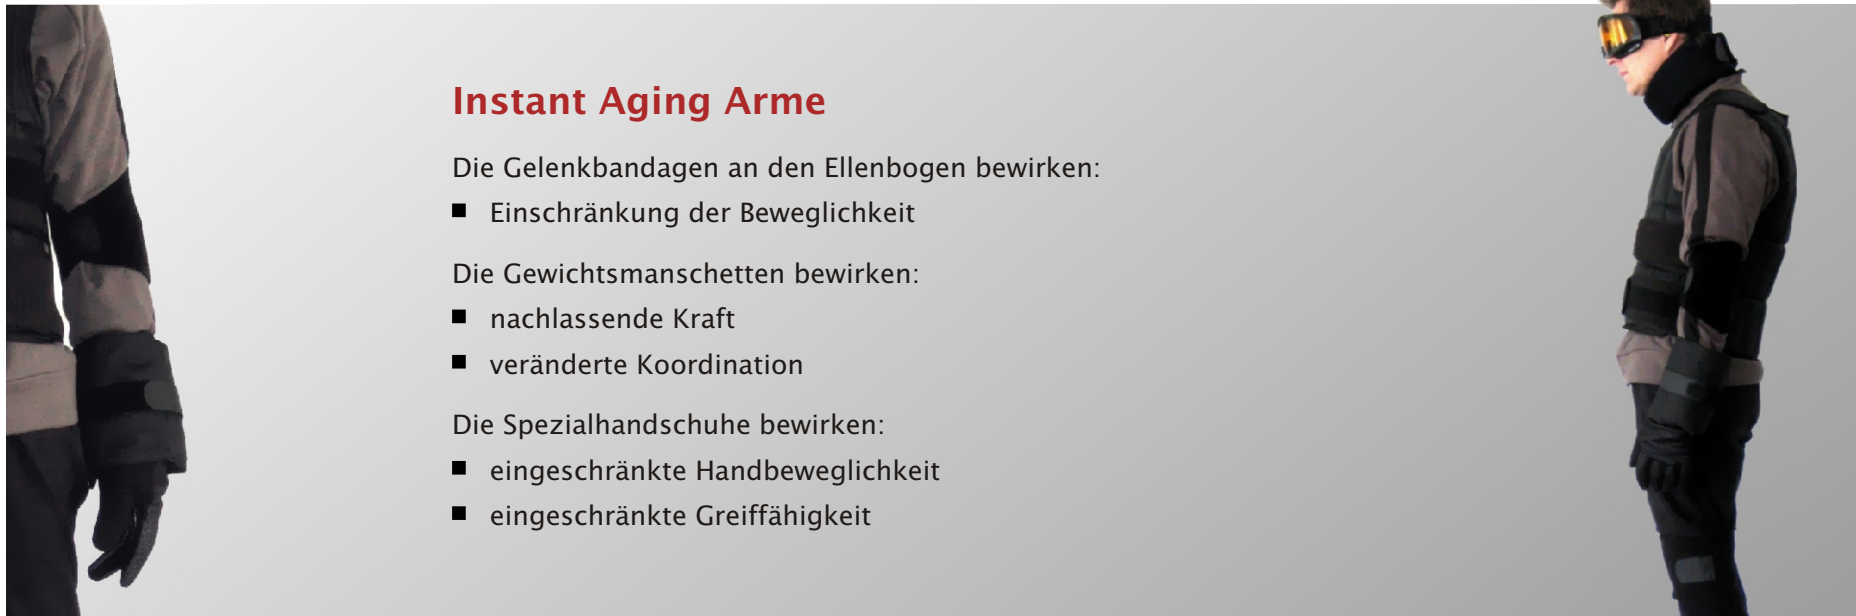 Instant Aging Arme
Die Gelenkbandagen an den Ellenbogen bewirken:
■ Einschränkung der Beweglichkeit
Die Gewichtsmanschetten bewirken:
■ nachlassende Kraft
■ veränderte Koordination
Die Spezialhandschuhe bewirken:
■ eingeschränkte Handbeweglichkeit
■ eingeschränkte Greiffähigkeit